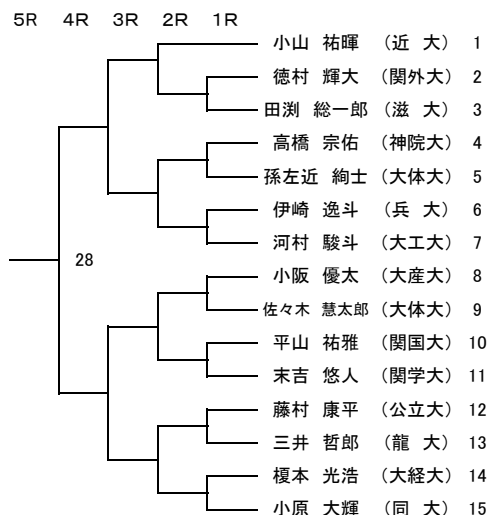 5R 4R 3R 2R 1R
小山 祐暉 （近 大） 1
徳村 輝大 （関外大） 2
田渕 総一郎 （滋 大） 3
高橋 宗佑 （神院大） 4
孫左近 絢士 （大体大） 5
伊崎 逸斗 （兵 大） 6
河村 駿斗 （大工大） 7
28
小阪 優太 （大産大） 8
佐々木 慧太郎 （大体大） 9
平山 祐雅 （関国大） 10
末吉 悠人 （関学大） 11
藤村 康平 （公立大） 12
三井 哲郎 （龍 大） 13
榎本 光浩 （大経大） 14
小原 大輝 （同 大） 15